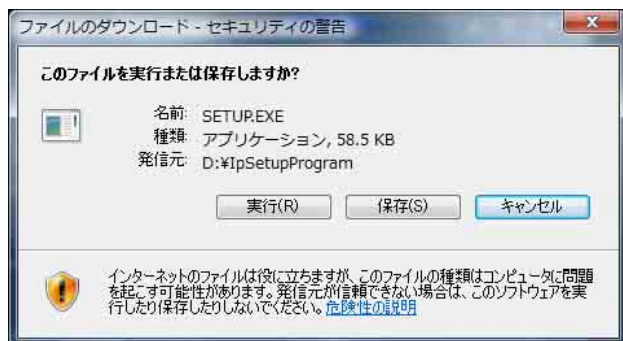 ファイルのダウンロード - セキュリティの警告
このファイルを実行または保存しますか?
名前: SETUP.EXE
種類: アプリケーション, 58.5 KB
発信元: D:¥IpSetupProgram
実行(R) 保存(S) キャンセル
インターネットのファイルは役に立ちますが、このファイルの種類はコンピュータに問題
を起こす可能性があります。発信元が信頼できない場合は、このソフトウェアを実
行したり保存したりしないでください。危険性の説明